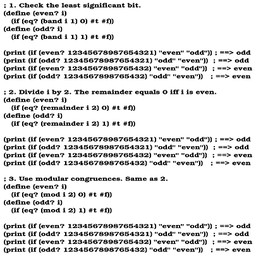 ; 1. Check the least significant bit.
(define (even? i)
(if (eq? (band i 1) 0) #t #f))
(define (odd? i)
(if (eq? (band i 1) 1) #t #f))
(print (if (even? 12345678987654321) "even" "odd")) ; ==> odd
(print (if (odd? 12345678987654321) "odd" "even")) ; ==> odd
(print (if (even? 1234567898765432) "even" "odd")) ; ==> even
(print (if (odd? 1234567898765432) "odd" "even")) ; ==> even
; 2. Divide i by 2. The remainder equals 0 iff i is even.
(define (even? i)
(if (eq? (remainder i 2) 0) #t #f))
(define (odd? i)
(if (eq? (remainder i 2) 1) #t #f))
(print (if (even? 12345678987654321) "even" "odd")) ; ==> odd
(print (if (odd? 12345678987654321) "odd" "even")) ; ==> odd
(print (if (even? 1234567898765432) "even" "odd")) ; ==> even
(print (if (odd? 1234567898765432) "odd" "even")) ; ==> even
; 3. Use modular congruences. Same as 2.
(define (even? i)
(if (eq? (mod i 2) 0) #t #f))
(define (odd? i)
(if (eq? (mod i 2) 1) #t #f))
(print (if (even? 12345678987654321) "even" "odd")) ; ==> odd
(print (if (odd? 12345678987654321) "odd" "even")) ; ==> odd
(print (if (even? 1234567898765432) "even" "odd")) ; ==> even
(print (if (odd? 1234567898765432) "odd" "even")) ; ==> even